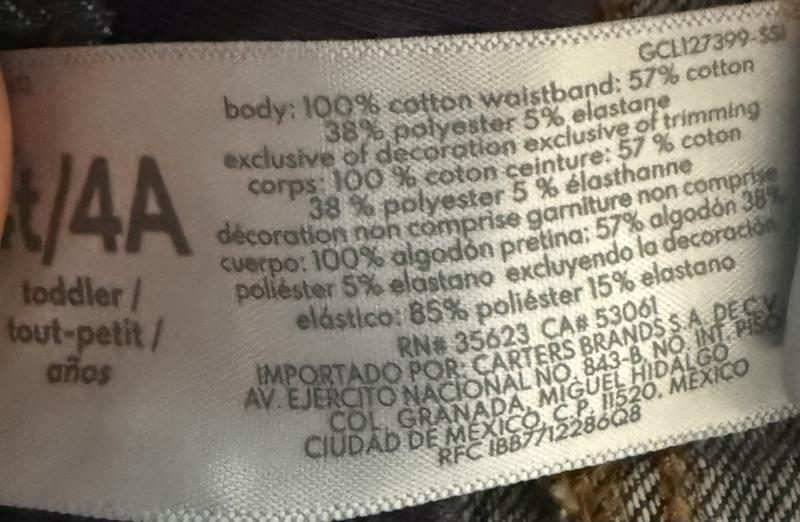 t/4A
toddler /
tout-petit /
años
GCL127399-SS1
body: 100% cotton waistband: 57% cotton
38% polyester 5% elastane
exclusive of decoration exclusive of trimming
corps: 100 % coton ceinture: 57 % coton
38 % polyester 5 % élasthanne
décoration non comprise garniture non comprise
cuerpo: 100% algodón pretina: 57% algodón 38%
poliéster 5% elastano excluyendo la decoración
elástico: 85% poliéster 15% elastano
RN# 35623 CA# 53061
IMPORTADO POR: CARTERS BRANDS S.A. DE C.V.
AV. EJERCITO NACIONAL NO. 843-B, NO. INT. PISO
COL. GRANADA, MIGUEL HIDALGO
CIUDAD DE MÉXICO, C.P. 11520, MÉXICO
RFC IBB7712286Q8